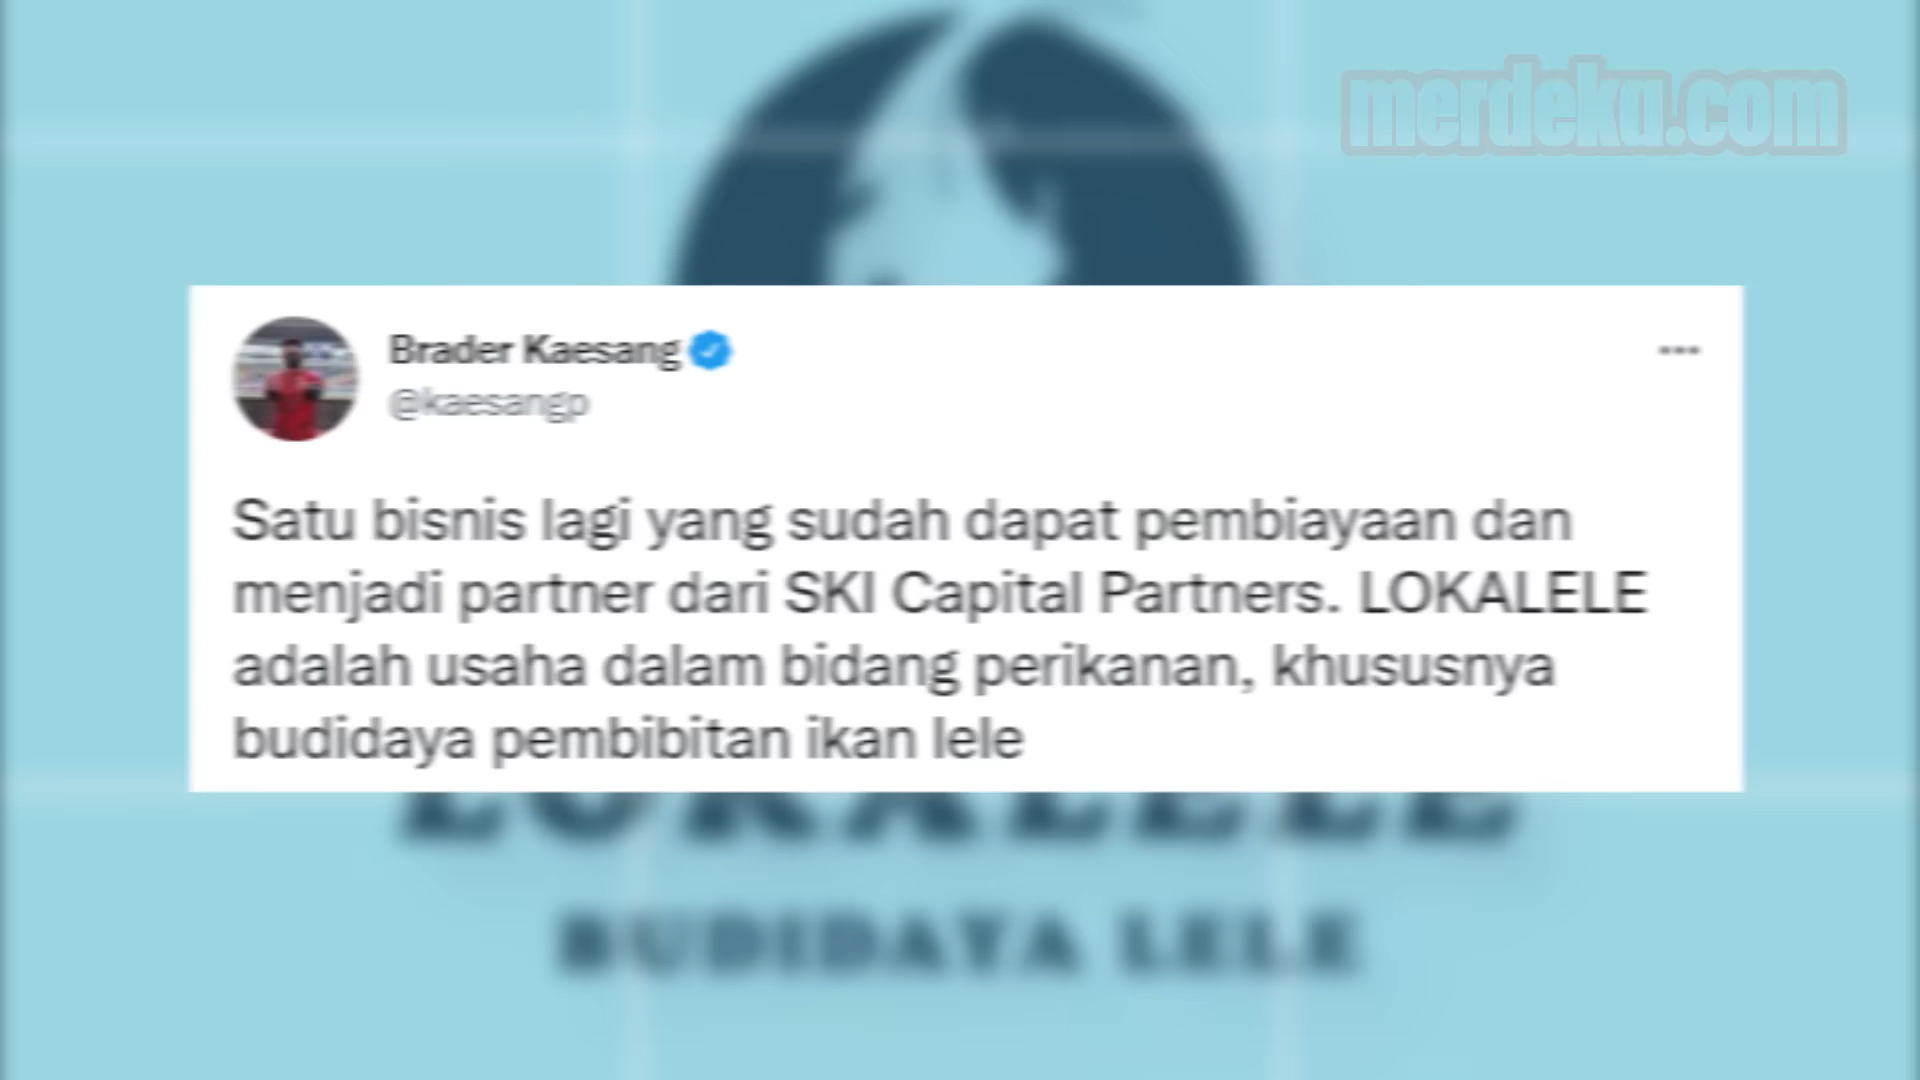 merdeka.com
Brader Kaesang
@kaesangp
Satu bisnis lagi yang sudah dapat pembiayaan dan
menjadi partner dari SKI Capital Partners. LOKALELE
adalah usaha dalam bidang perikanan, khususnya
budidaya pembibitan ikan lele
LOKALELE
BUDIDAYA LELE